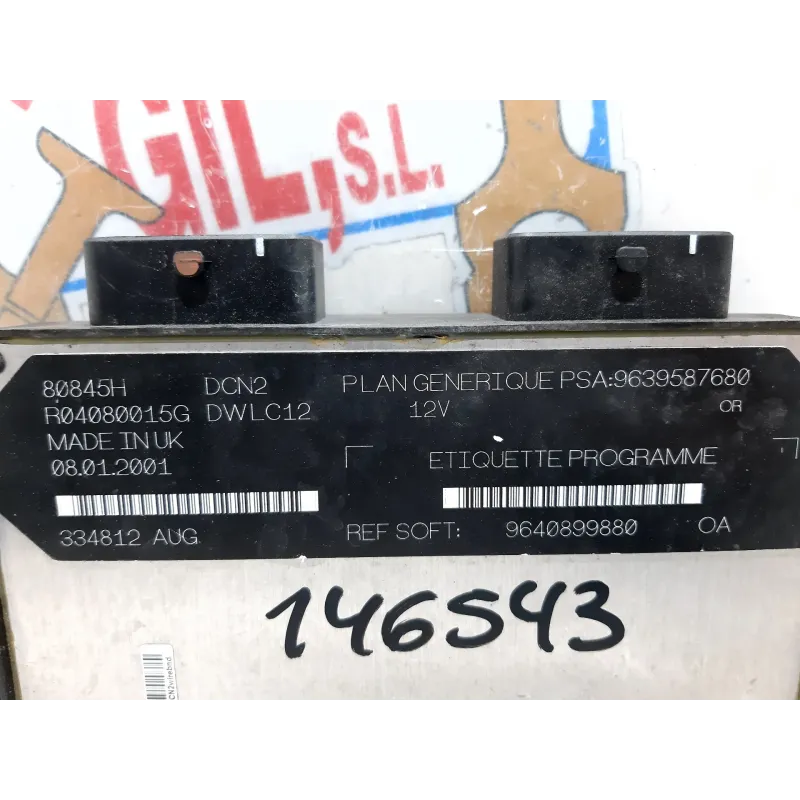 GIL, S.L.
80845H DCN2 PLAN GENERIQUE PSA:9639587680
R04080015G DWLC12 12V OR
MADE IN UK
08.01.2001 ETIQUETTE PROGRAMME
334812 AUG REF SOFT: 9640899880 OA
146543